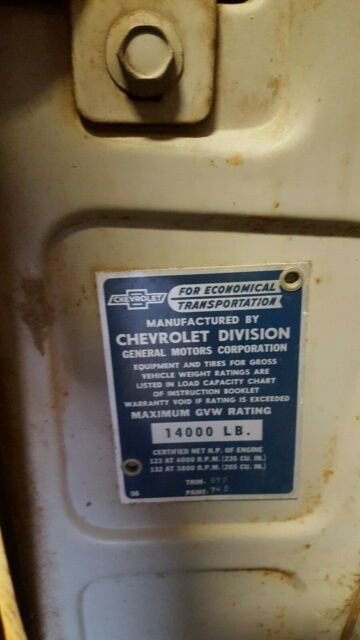 CHEVROLET
FOR ECONOMICAL
TRANSPORTATION
MANUFACTURED BY
CHEVROLET DIVISION
GENERAL MOTORS CORPORATION
EQUIPMENT AND TIRES FOR GROSS
VEHICLE WEIGHT RATINGS ARE
LISTED IN LOAD CAPACITY CHART
OF INSTRUCTION BOOKLET
WARRANTY VOID IF RATING IS EXCEEDED
MAXIMUM GVW RATING
14000 LB.
CERTIFIED NET H.P. OF ENGINE
123 AT 4000 R.P.M. (235 CU. IN.)
132 AT 3600 R.P.M. (265 CU. IN.)
TRIM-
56 PAINT-